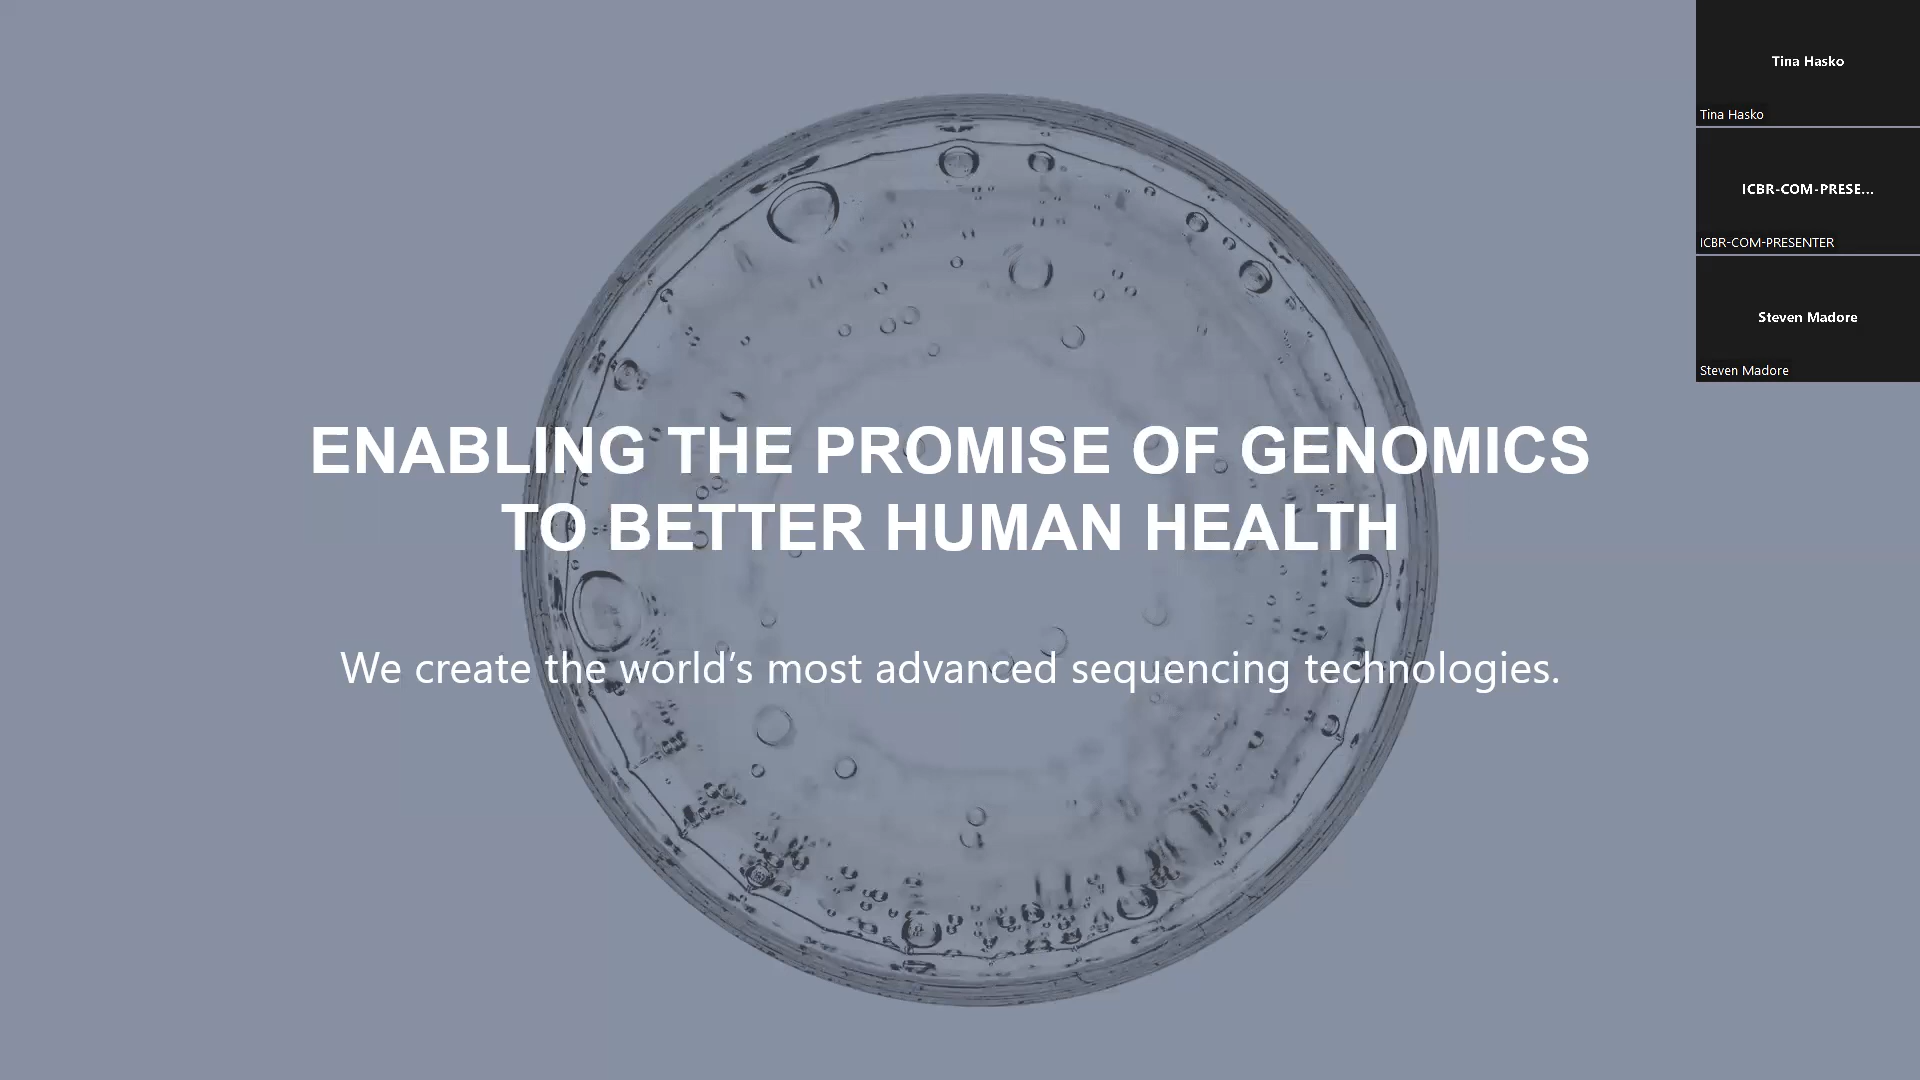 ENABLING THE PROMISE OF GENOMICS
TO BETTER HUMAN HEALTH
We create the world’s most advanced sequencing technologies.
Tina Hasko
Tina Hasko
ICBR-COM-PRESE...
ICBR-COM-PRESENTER
Steven Madore
Steven Madore